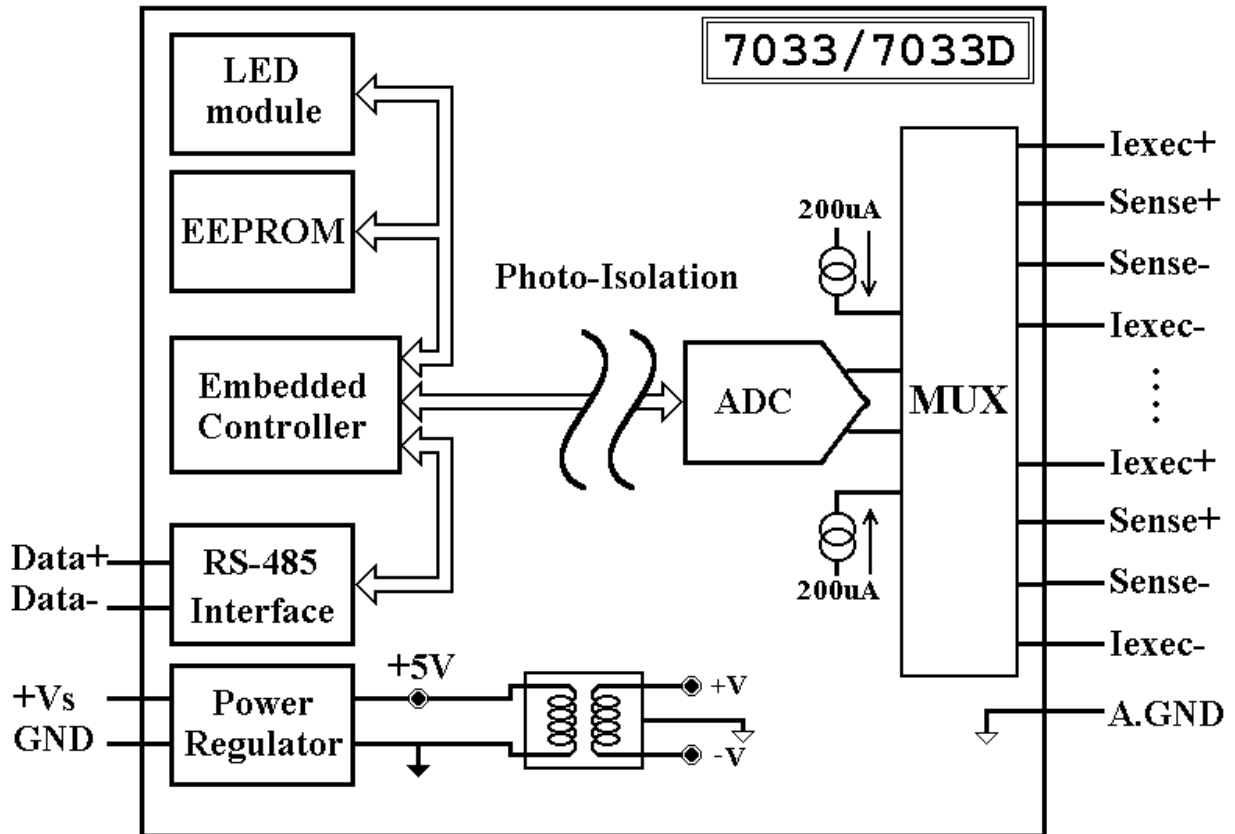 7033/7033D
LED
module
EEPROM
Embedded
Controller
RS-485
Interface
Power
Regulator
Data+
Data-
+Vs
GND
+5V
+V
-V
Photo-Isolation
ADC
200uA
200uA
MUX
Iexec+
Sense+
Sense-
Iexec-
Iexec+
Sense+
Sense-
Iexec-
A.GND